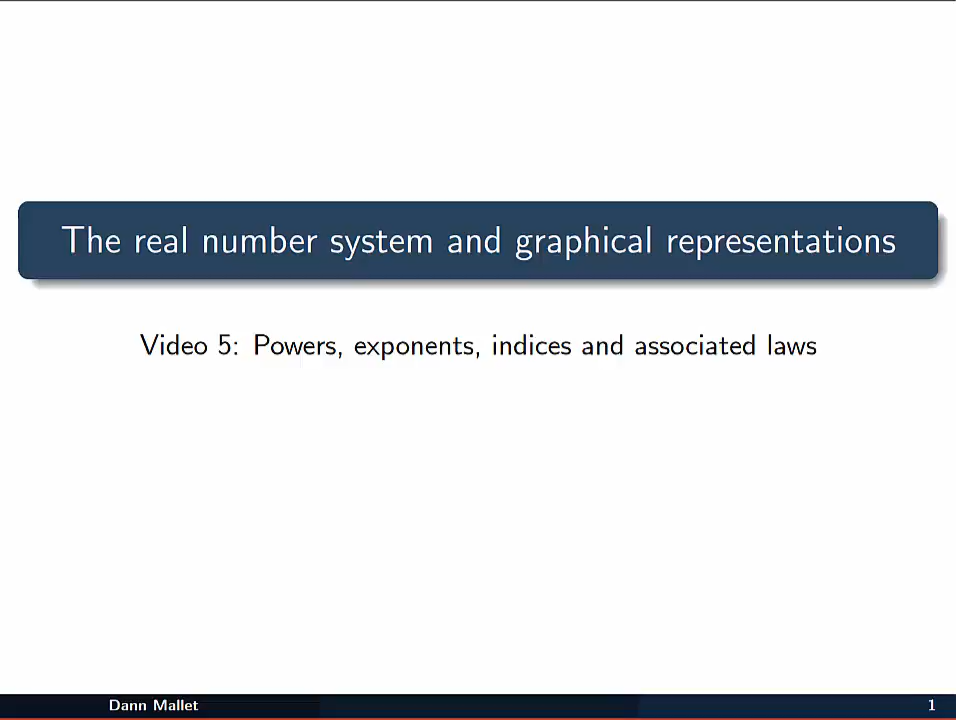 The real number system and graphical representations
Video 5: Powers, exponents, indices and associated laws
Dann Mallet
1